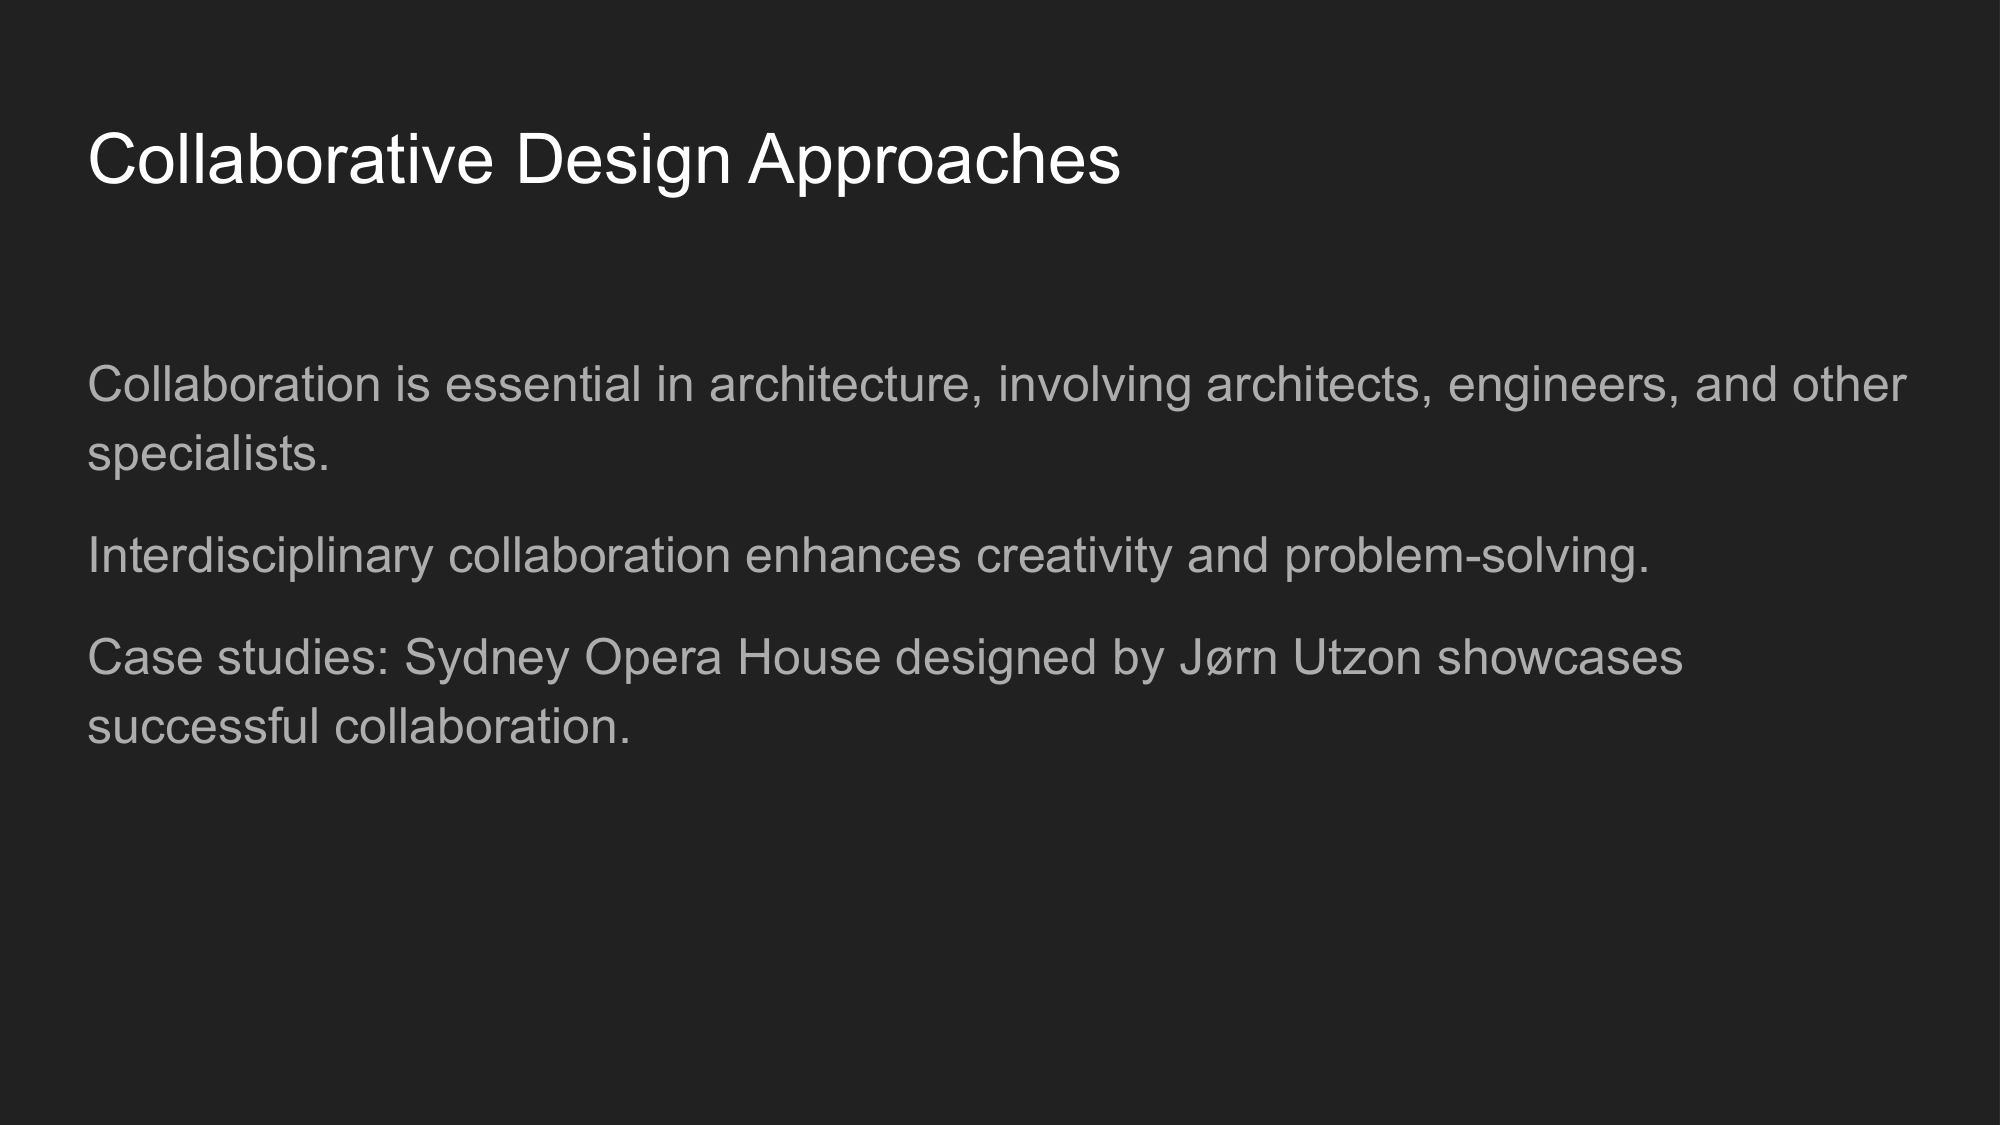 Collaborative Design Approaches
Collaboration is essential in architecture, involving architects, engineers, and other
specialists.
Interdisciplinary collaboration enhances creativity and problem-solving.
Case studies: Sydney Opera House designed by Jørn Utzon showcases
successful collaboration.